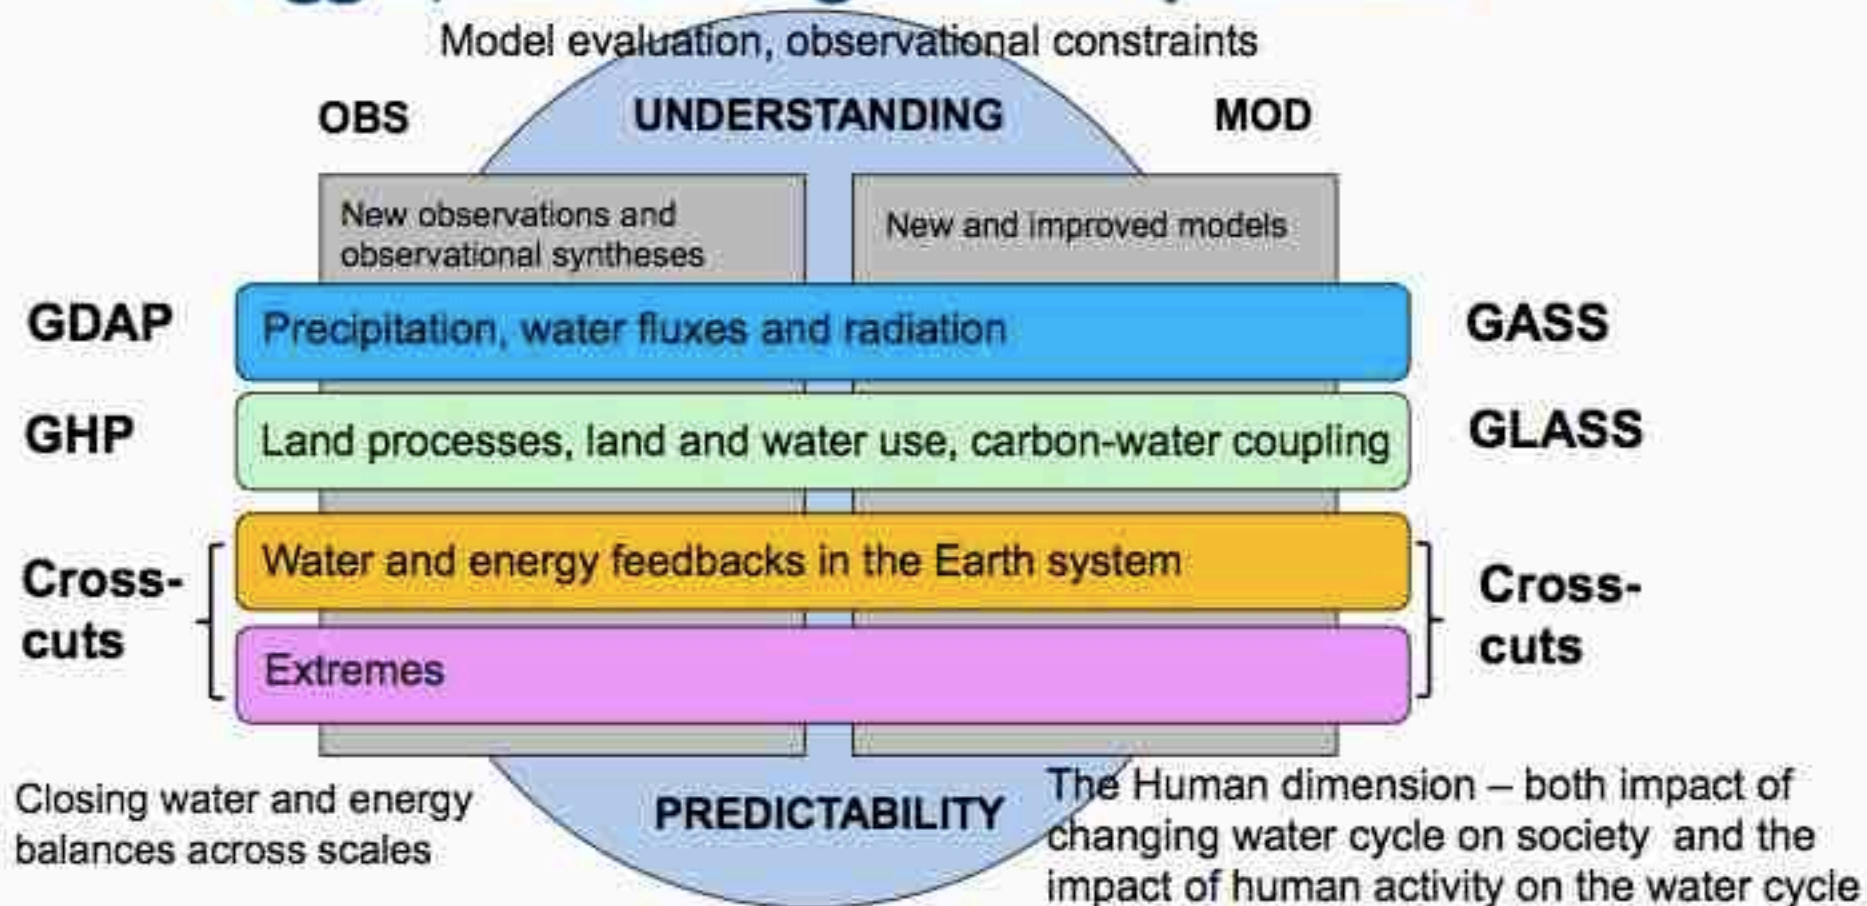 Model evaluation, observational constraints
OBS
UNDERSTANDING
MOD
New observations and
observational syntheses
New and improved models
GDAP
Precipitation, water fluxes and radiation
GASS
GHP
Land processes, land and water use, carbon-water coupling
GLASS
Cross-
cuts
Water and energy feedbacks in the Earth system
Extremes
Cross-
cuts
Closing water and energy
balances across scales
PREDICTABILITY
The Human dimension – both impact of
changing water cycle on society and the
impact of human activity on the water cycle